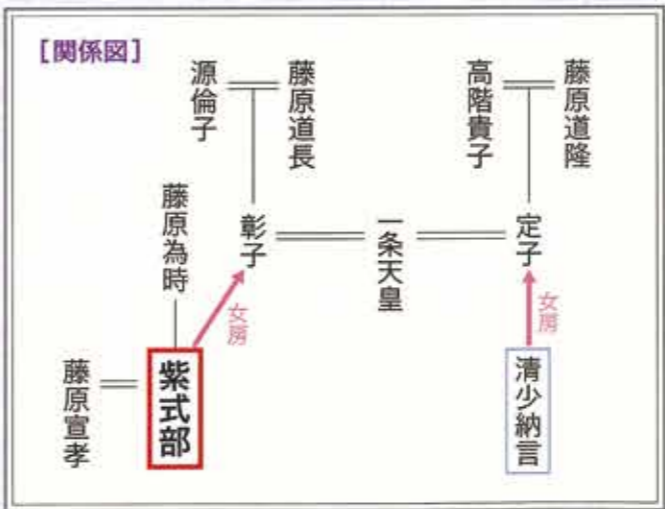 [関係図]
藤原道隆
高階貴子
藤原道長
源倫子
定子
一条天皇
彰子
藤原為時
女房
女房
清少納言
紫式部
藤原宣孝